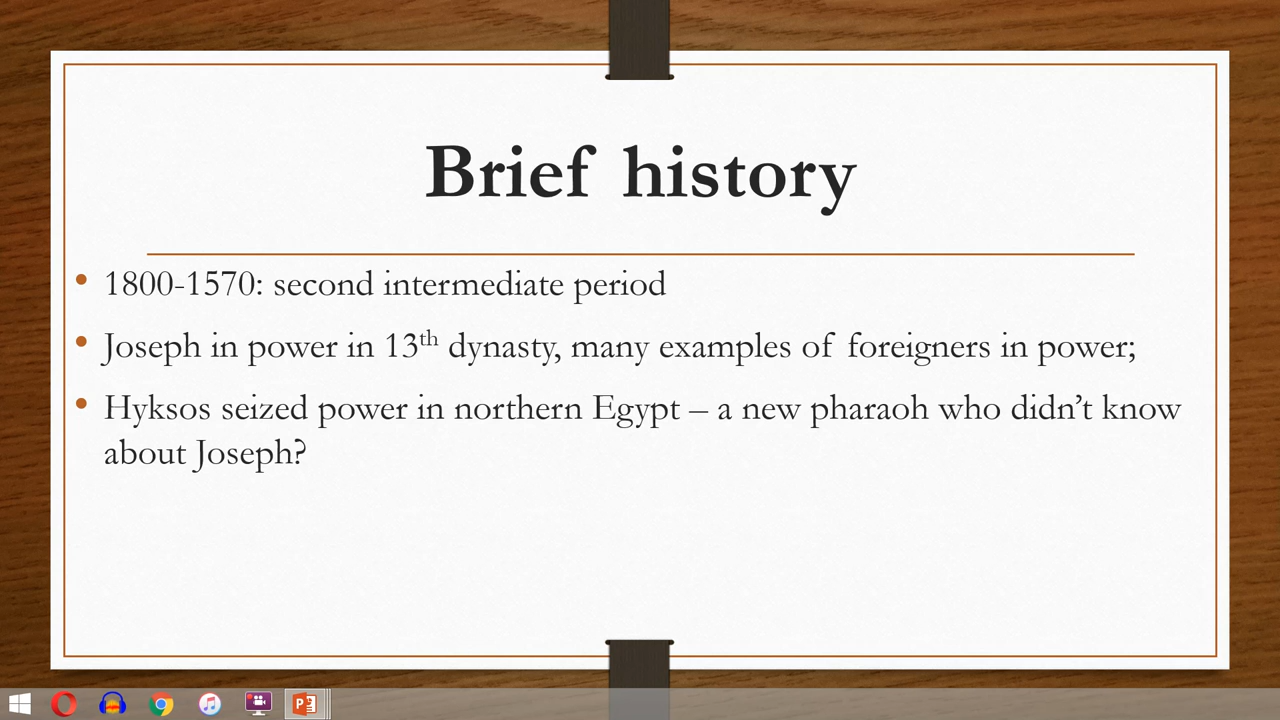 Brief history
• 1800-1570: second intermediate period
• Joseph in power in 13th dynasty, many examples of foreigners in power;
• Hyksos seized power in northern Egypt – a new pharaoh who didn’t know
about Joseph?